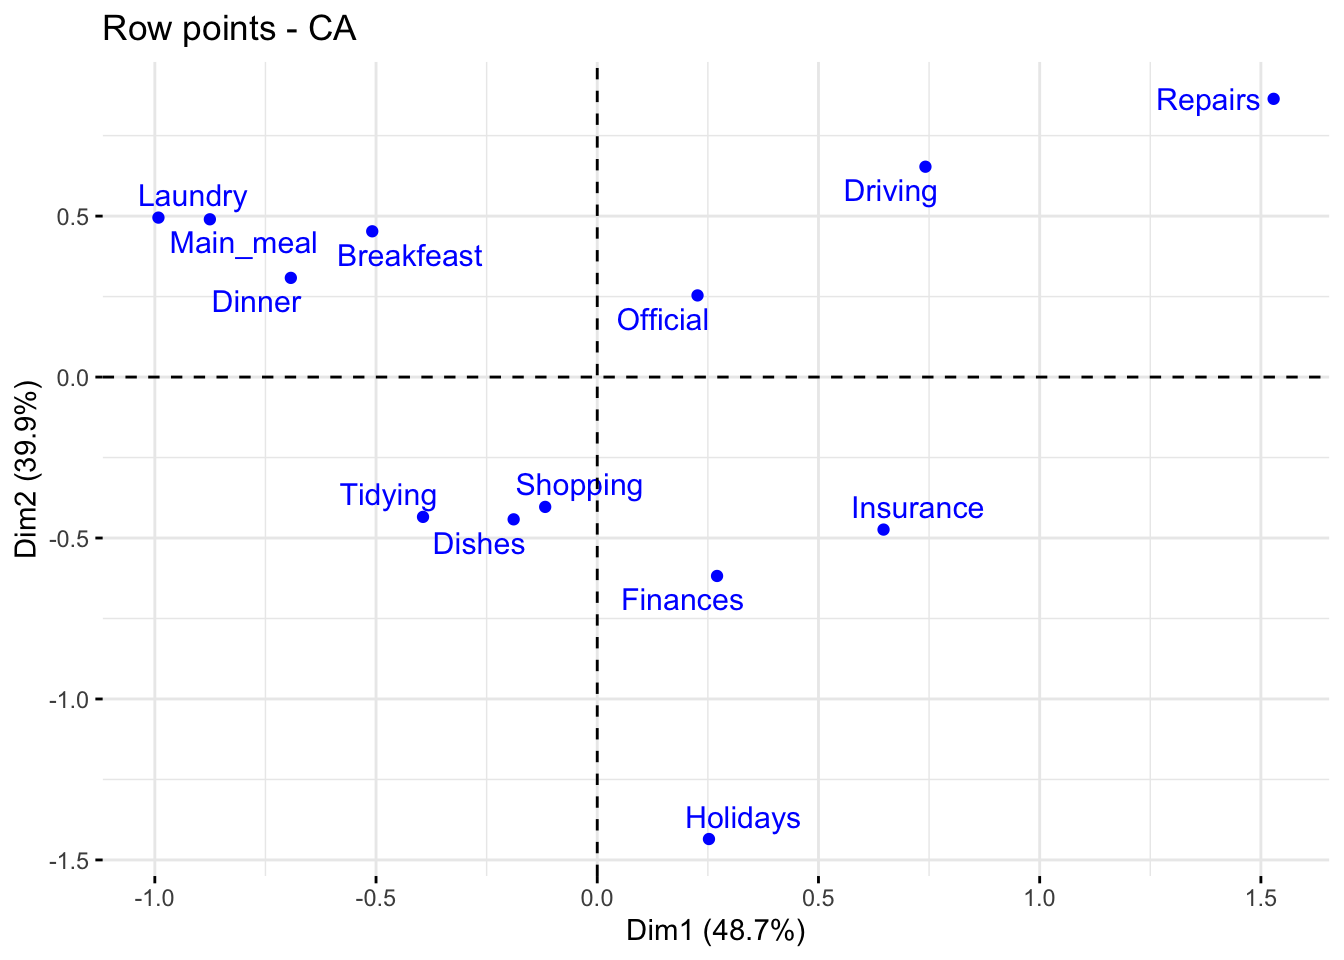 Row points - CA
Repairs
Driving
Laundry
Main_meal
Breakfeast
Dinner
Official
Shopping
Tidying
Dishes
Insurance
Finances
Holidays
0.5
0.0
-0.5
-1.0
-1.5
Dim2 (39.9%)
-1.0
-0.5
0.0
0.5
1.0
1.5
Dim1 (48.7%)